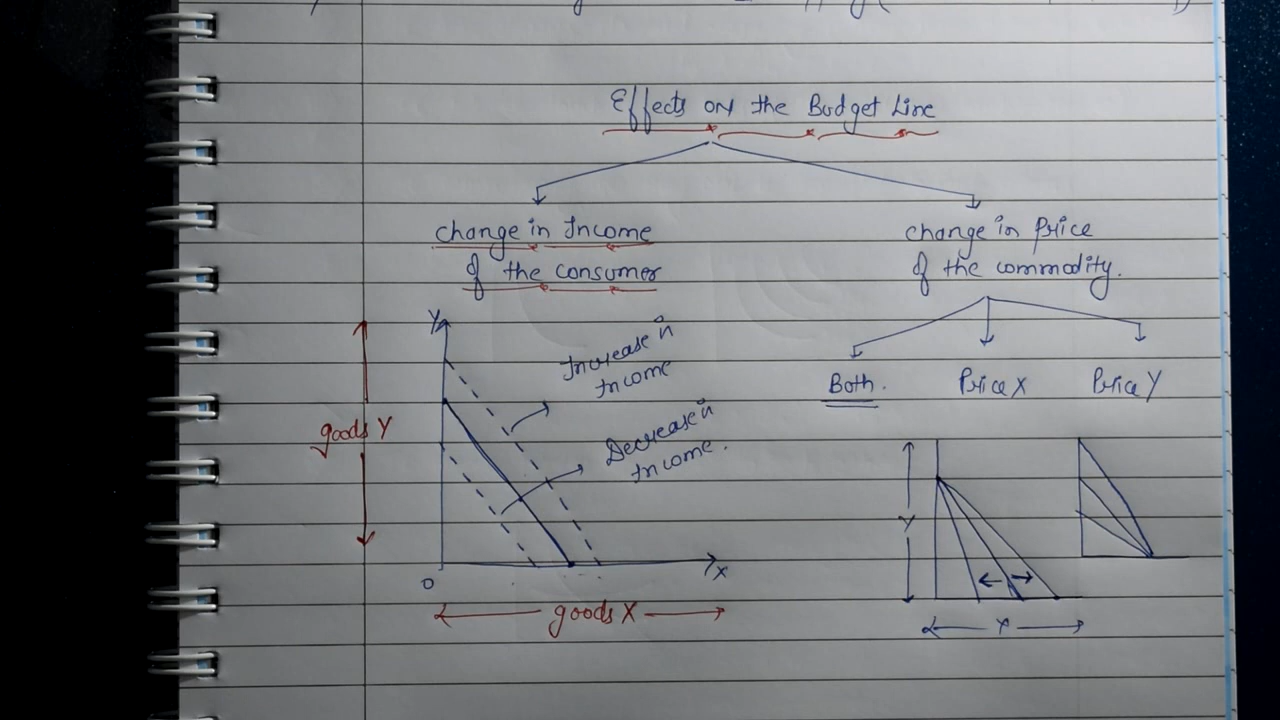 Effects on the Budget Line
change in Income
of the consumer
change in Price
of the commodity.
Both.
Price X
Price Y
Y
Increase in
Income
Decrease in
Income.
goods Y
O
X
goods X
Y
X